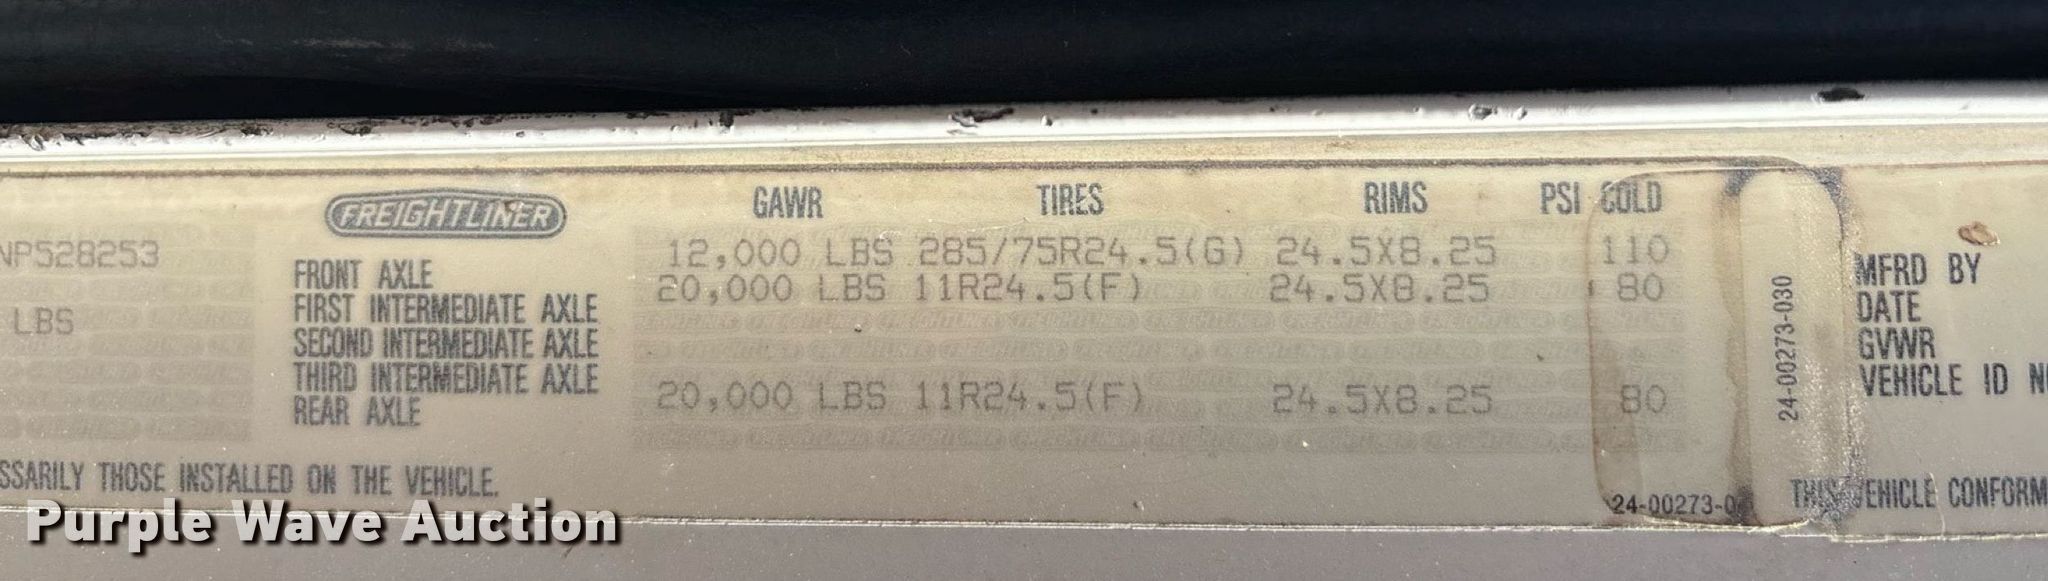 FREIGHTLINER
GAWR TIRES RIMS PSI COLD
NP528253
LBS
FRONT AXLE 12,000 LBS 285/75R24.5(G) 24.5X8.25 110
FIRST INTERMEDIATE AXLE 20,000 LBS 11R24.5(F) 24.5X8.25 80
SECOND INTERMEDIATE AXLE
THIRD INTERMEDIATE AXLE
REAR AXLE 20,000 LBS 11R24.5(F) 24.5X8.25 80
SSARILY THOSE INSTALLED ON THE VEHICLE.
24-00273-0
24-00273-030
MFRD BY
DATE
GVWR
VEHICLE ID N
THIS VEHICLE CONFORM
Purple Wave Auction